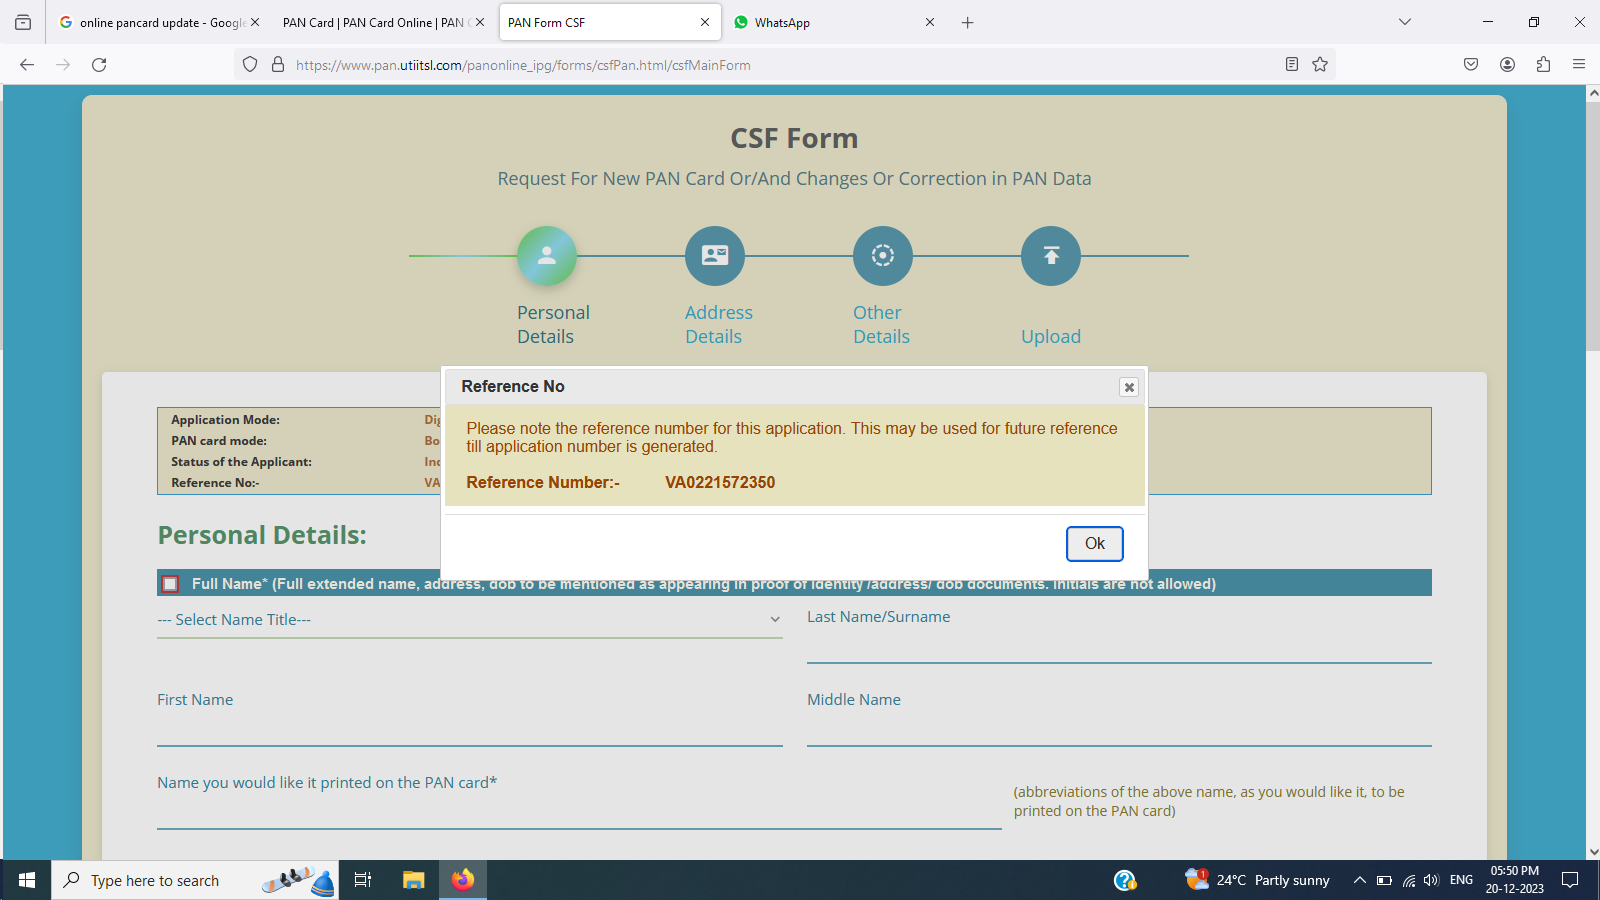 online pancard update - Google
PAN Card | PAN Card Online | PAN C
PAN Form CSF
WhatsApp
https://www.pan.utiitsl.com/panonline_ipg/forms/csfPan.html/csfMainForm
CSF Form
Request For New PAN Card Or/And Changes Or Correction in PAN Data
Personal Details
Address Details
Other Details
Upload
Reference No
Please note the reference number for this application. This may be used for future reference
till application number is generated.
Reference Number:- VA0221572350
Ok
Application Mode: Dig
PAN card mode: Bo
Status of the Applicant: Ind
Reference No:- VA
Personal Details:
Full Name* (Full extended name, address, dob to be mentioned as appearing in proof of identity /address/ dob documents. Initials are not allowed)
--- Select Name Title---
Last Name/Surname
First Name
Middle Name
Name you would like it printed on the PAN card*
(abbreviations of the above name, as you would like it, to be
printed on the PAN card)
Type here to search
1
24°C Partly sunny
ENG
05:50 PM
20-12-2023